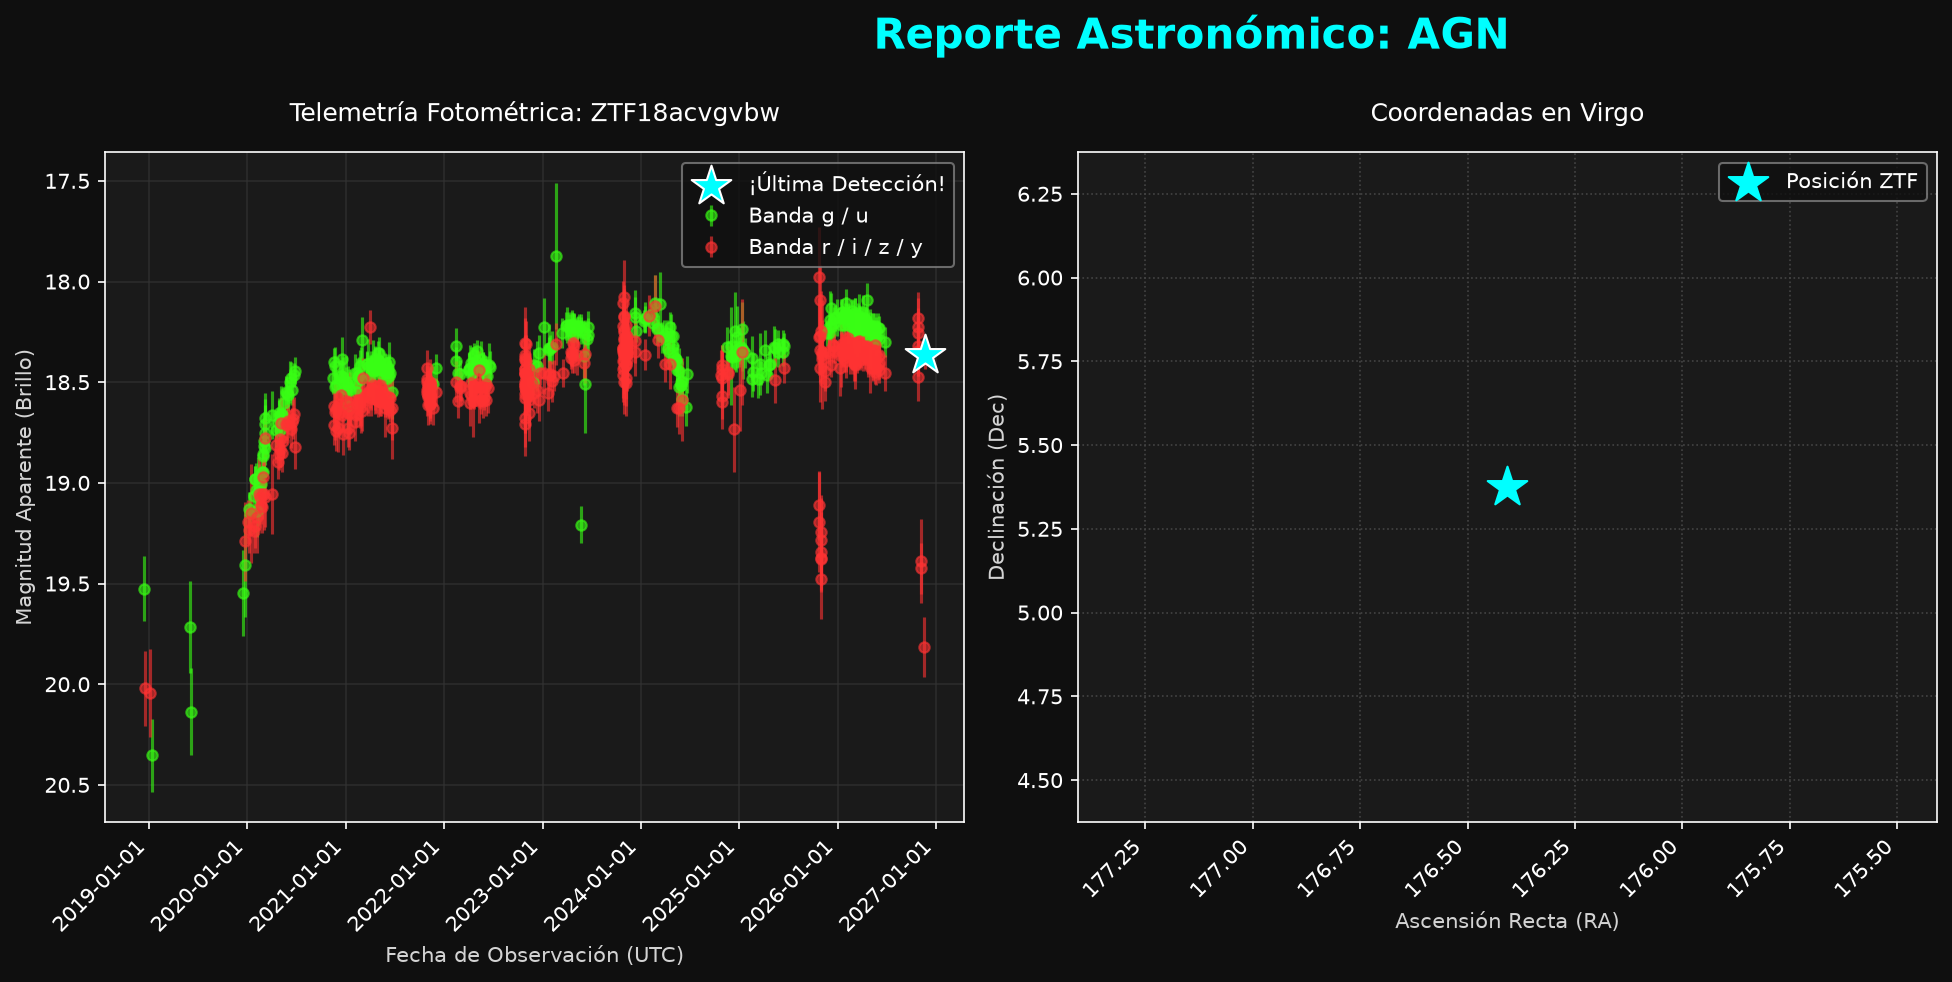 Reporte Astronómico: AGN
Telemetría Fotométrica: ZTF18acvgvbw
Magnitud Aparente (Brillo)
17.5
18.0
18.5
19.0
19.5
20.0
20.5
¡Última Detección!
Banda g / u
Banda r / i / z / y
2019-01-01
2020-01-01
2021-01-01
2022-01-01
2023-01-01
2024-01-01
2025-01-01
2026-01-01
2027-01-01
Fecha de Observación (UTC)
Coordenadas en Virgo
Declinación (Dec)
6.25
6.00
5.75
5.50
5.25
5.00
4.75
4.50
Posición ZTF
177.25
177.00
176.75
176.50
176.25
176.00
175.75
175.50
Ascensión Recta (RA)